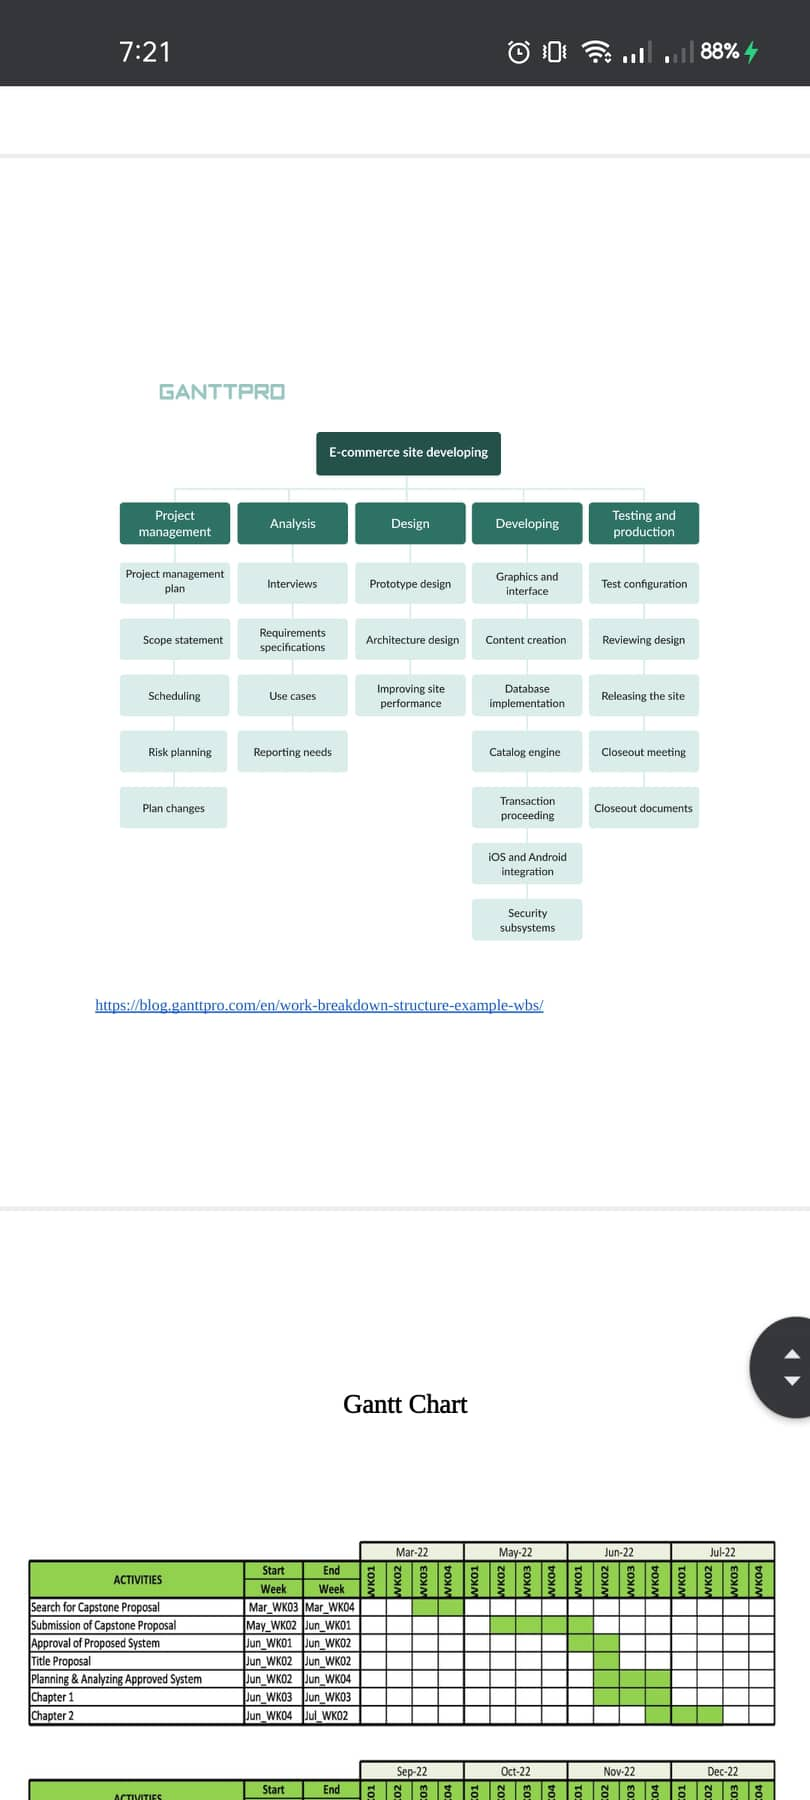 7:21
88%
GANTTPRO
E-commerce site developing
Project management
Analysis
Design
Developing
Testing and production
Project management plan
Interviews
Prototype design
Graphics and interface
Test configuration
Scope statement
Requirements specifications
Architecture design
Content creation
Reviewing design
Scheduling
Use cases
Improving site performance
Database implementation
Releasing the site
Risk planning
Reporting needs
Catalog engine
Closeout meeting
Plan changes
Transaction proceeding
Closeout documents
iOS and Android integration
Security subsystems
https://blog.ganttpro.com/en/work-breakdown-structure-example-wbs/
Gantt Chart
Mar-22 May-22 Jun-22 Jul-22
ACTIVITIES Start Week End Week WK01 WK02 WK03 WK04 WK01 WK02 WK03 WK04 WK01 WK02 WK03 WK04 WK01 WK02 WK03 WK04
Search for Capstone Proposal Mar_WK03 Mar_WK04
Submission of Capstone Proposal May_WK02 Jun_WK01
Approval of Proposed System Jun_WK01 Jun_WK02
Title Proposal Jun_WK02 Jun_WK02
Planning & Analyzing Approved System Jun_WK02 Jun_WK04
Chapter 1 Jun_WK03 Jun_WK03
Chapter 2 Jun_WK04 Jul_WK02
Sep-22 Oct-22 Nov-22 Dec-22
ACTIVITIES Start End